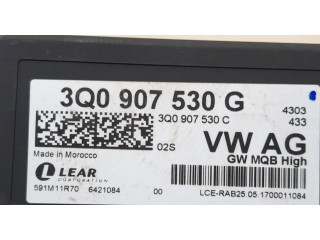 3Q0 907 530 G
4303
3Q0 907 530 C
433
02S
VW AG
Made in Morocco
GW MQB High
LEAR
CORPORATION
591M11R70 6421084 00 LCE-RAB25.05.1700011084